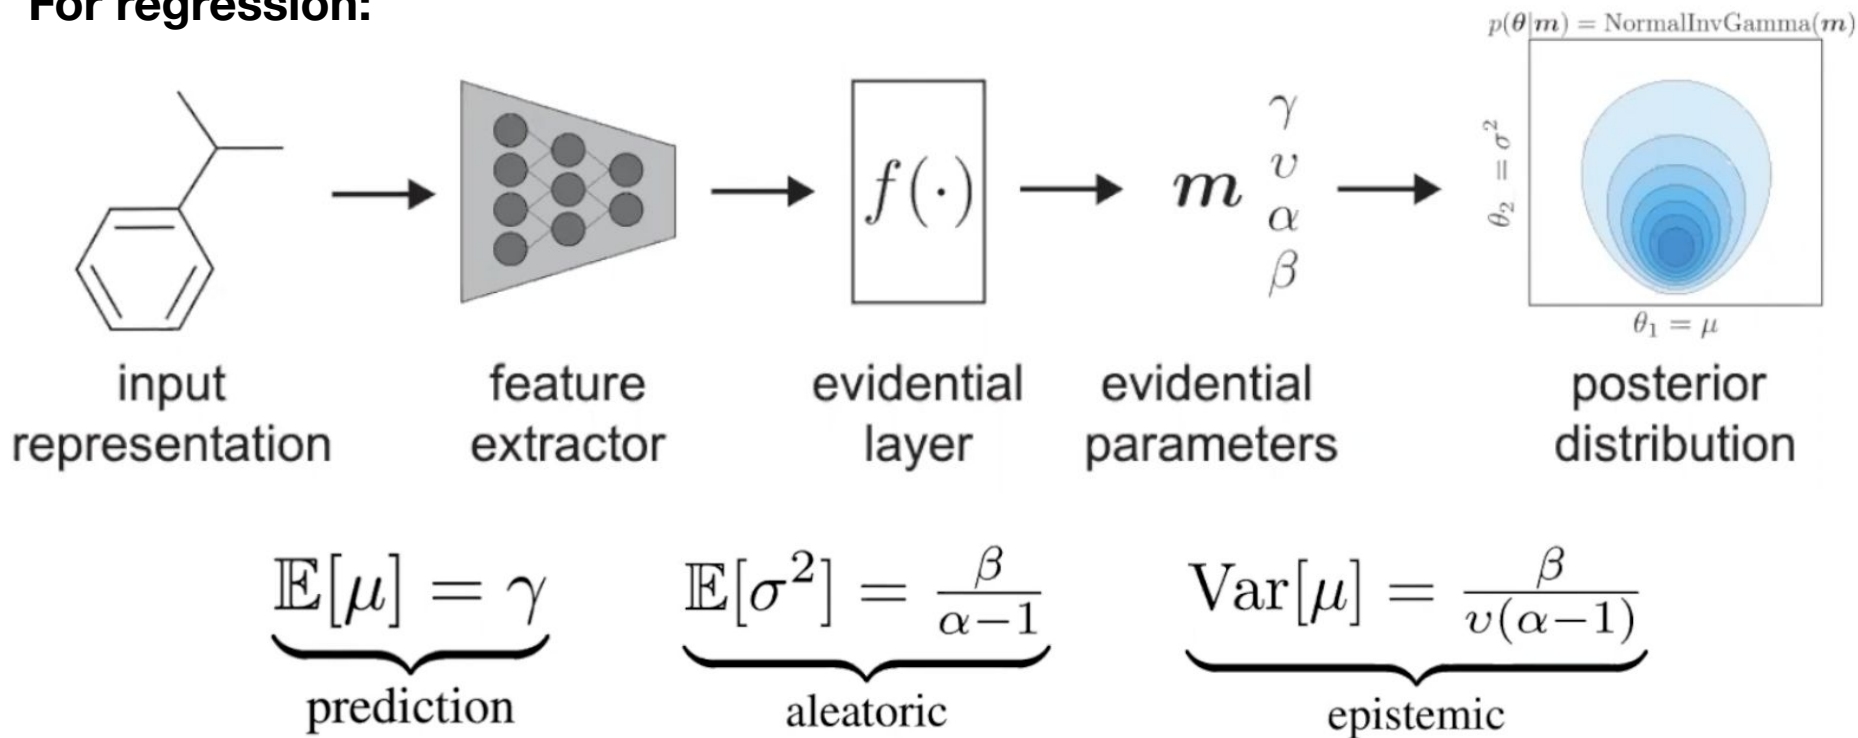 For regression:
p(θ|m) = NormalInvGamma(m)
f(·)
m
γ
υ
α
β
θ₂ = σ²
θ₁ = μ
input
representation
feature
extractor
evidential
layer
evidential
parameters
posterior
distribution
𝔼[μ] = γ
prediction
𝔼[σ²] = β/(α−1)
aleatoric
Var[μ] = β/(υ(α−1))
epistemic